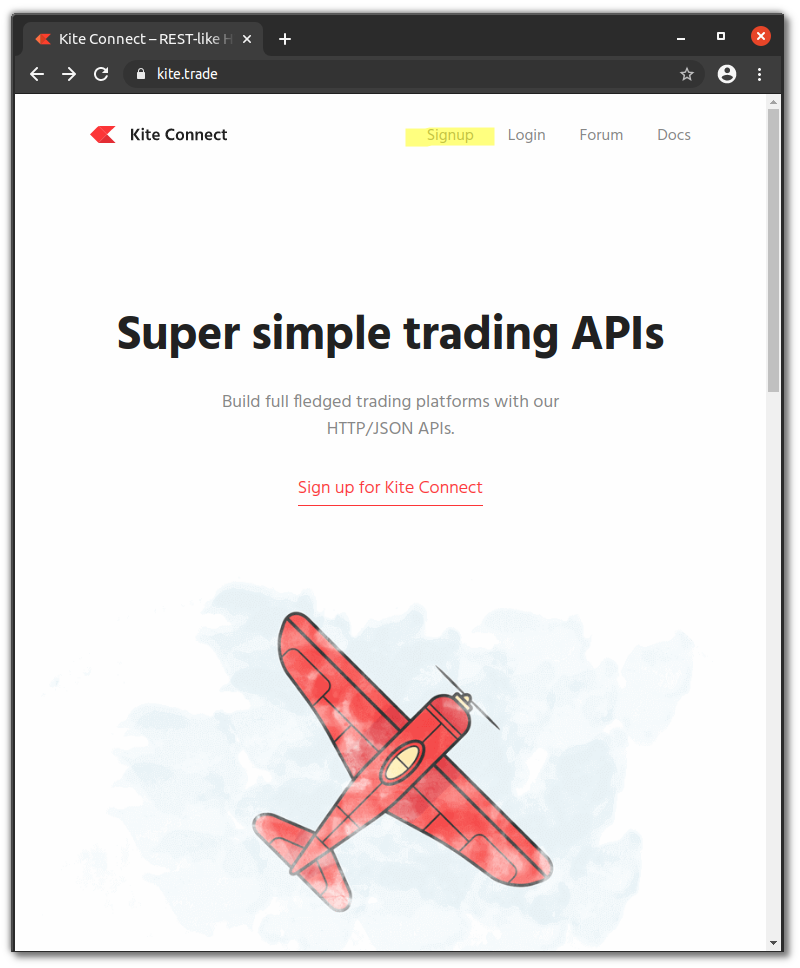 Kite Connect – REST-like H
kite.trade
Kite Connect
Signup Login Forum Docs
Super simple trading APIs
Build full fledged trading platforms with our
HTTP/JSON APIs.
Sign up for Kite Connect